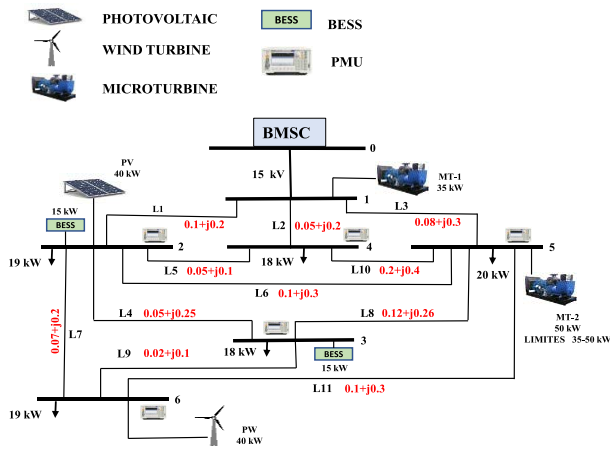 PHOTOVOLTAIC
BESS
BESS
WIND TURBINE
PMU
MICROTURBINE
BMSC
0
PV
40 kW
15 kV
MT-1
35 kW
15 kW
BESS
L1
L2
L3
1
0.1+j0.2
0.05+j0.2
0.08+j0.3
2
4
5
19 kW
L5
0.05+j0.1
18 kW
L10
0.2+j0.4
20 kW
L6
0.1+j0.3
MT-2
50 kW
LIMITES 35-50 kW
0.07+j0.2
L7
L4
0.05+j0.25
L8
0.12+j0.26
3
L9
0.02+j0.1
18 kW
BESS
15 kW
L11
0.1+j0.3
6
19 kW
PW
40 kW